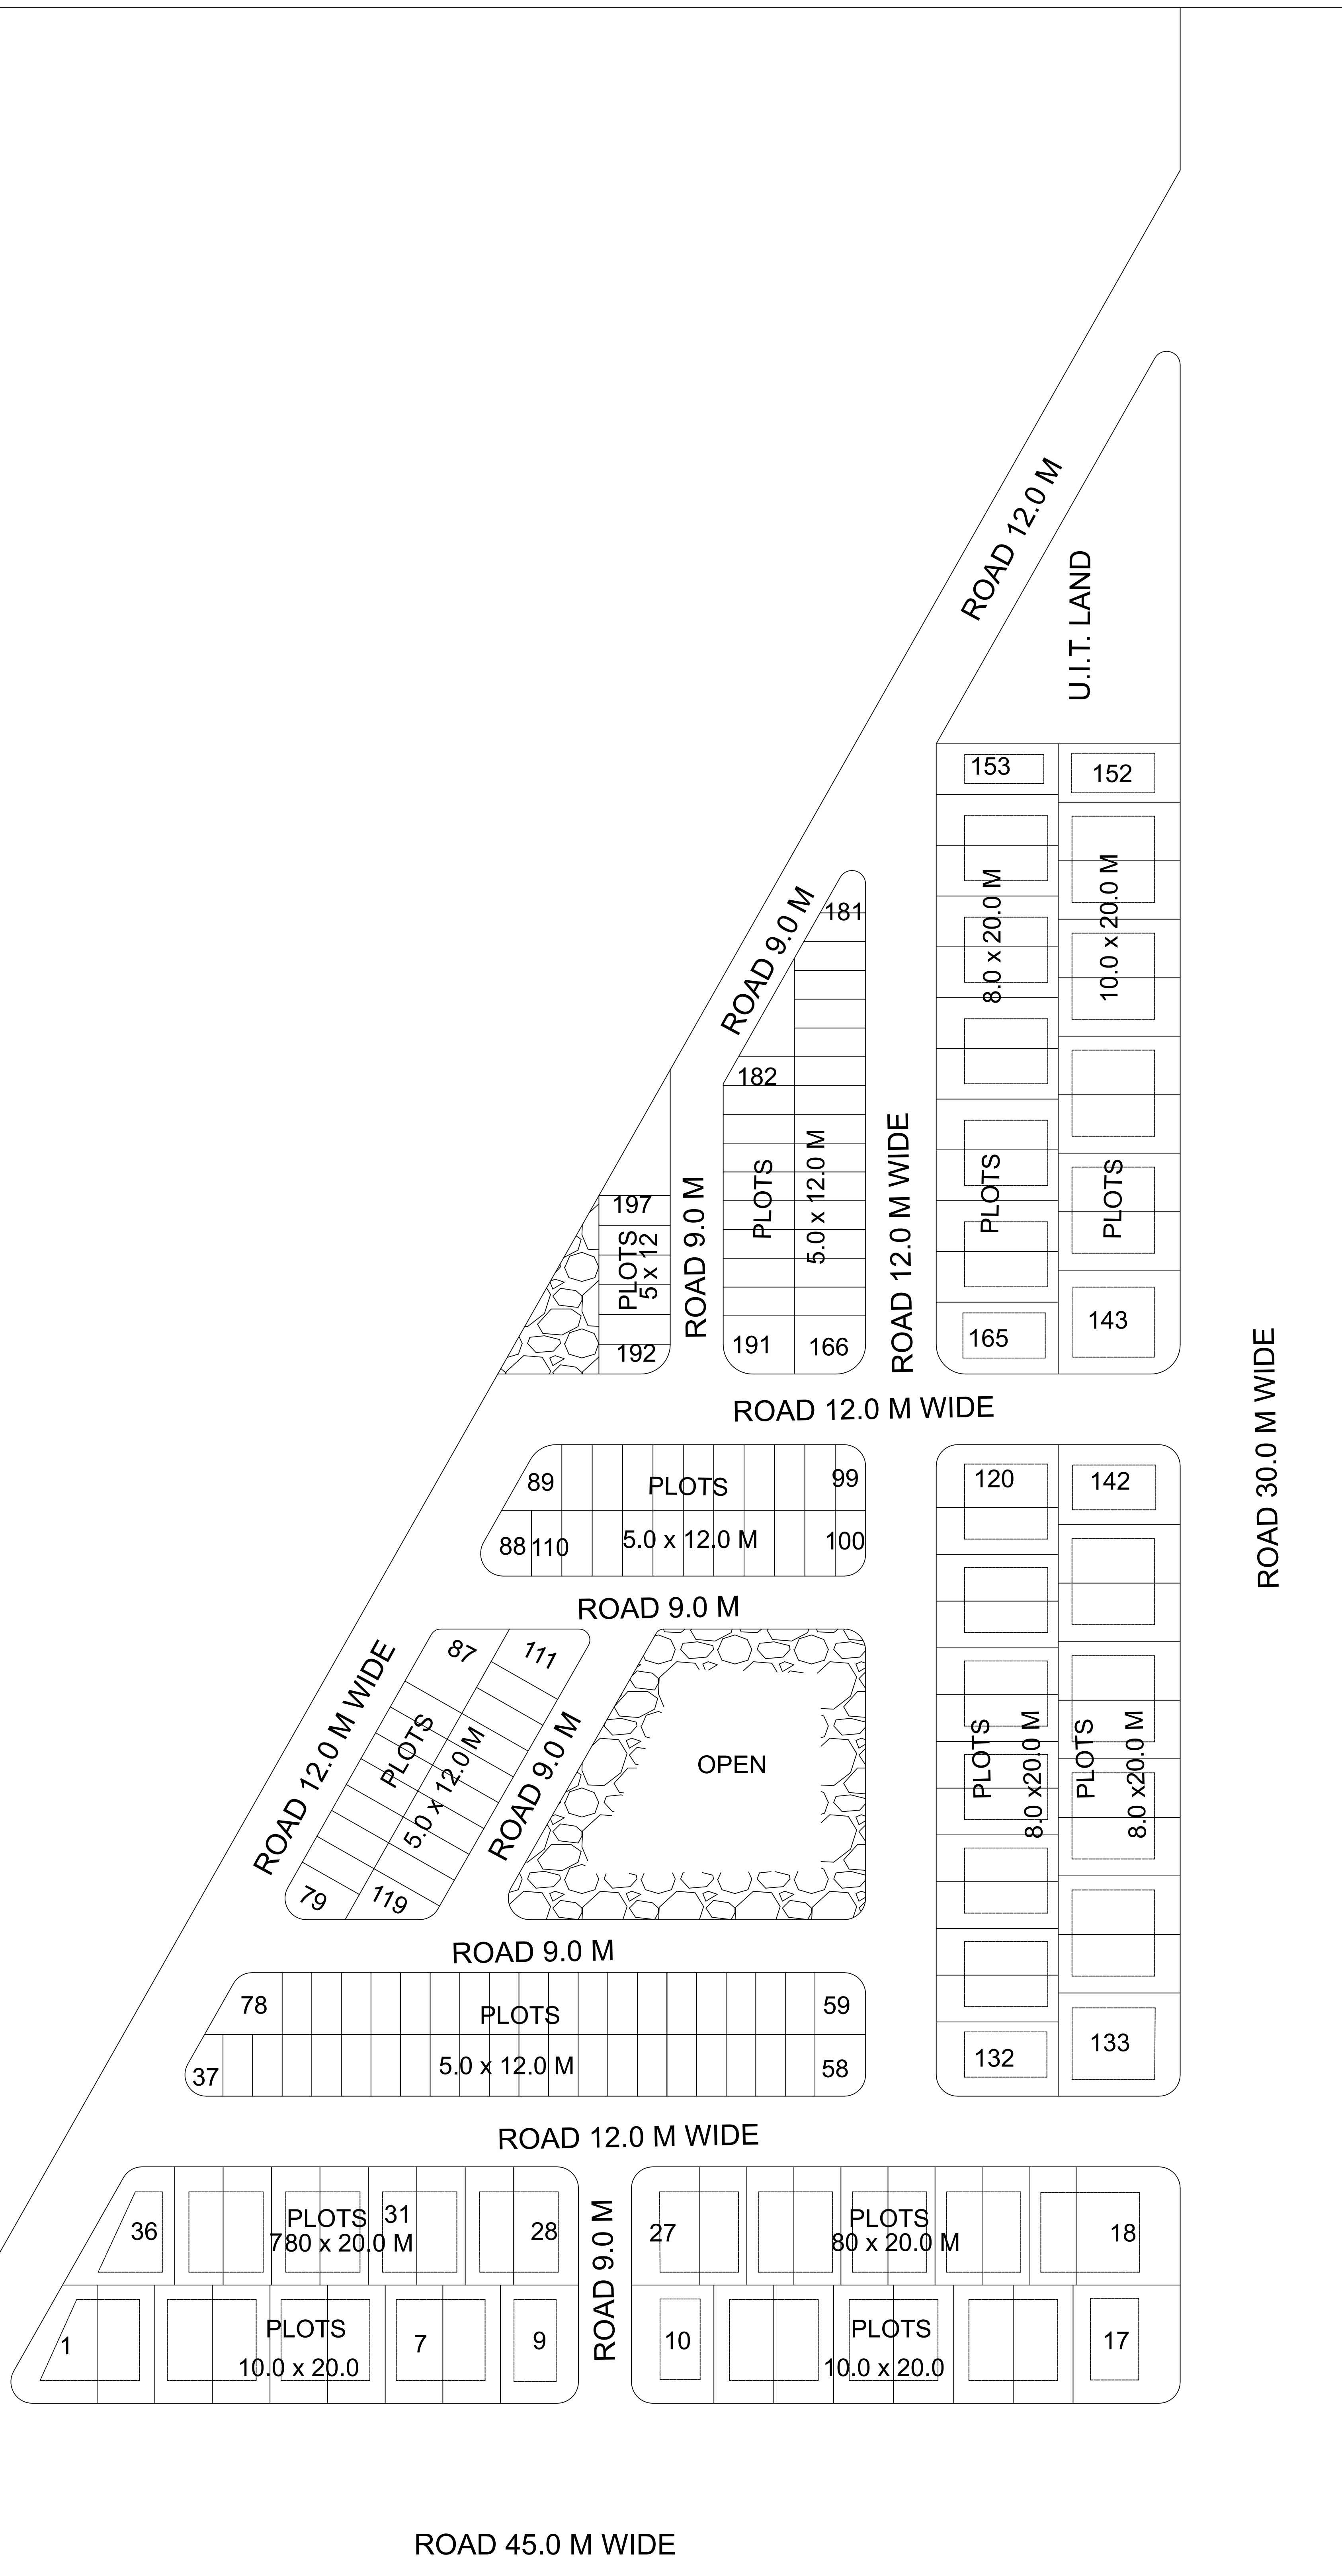 ROAD 12.0 M
U.I.T. LAND
153
152
8.0 x 20.0 M
10.0 x 20.0 M
181
ROAD 9.0 M
182
PLOTS
5.0 x 12.0 M
ROAD 12.0 M WIDE
PLOTS
PLOTS
197
PLOTS
5 x 12
ROAD 9.0 M
192
191
166
165
143
ROAD 12.0 M WIDE
ROAD 30.0 M WIDE
89
PLOTS
99
120
142
88
110
5.0 x 12.0 M
100
ROAD 9.0 M
87
111
ROAD 12.0 M WIDE
PLOTS
5.0 x 12.0 M
ROAD 9.0 M
OPEN
PLOTS
8.0 x20.0 M
PLOTS
8.0 x20.0 M
79
119
ROAD 9.0 M
78
PLOTS
59
37
5.0 x 12.0 M
58
132
133
ROAD 12.0 M WIDE
36
PLOTS
31
28
780 x 20.0 M
ROAD 9.0 M
27
PLOTS
18
80 x 20.0 M
1
PLOTS
7
9
10.0 x 20.0
10
PLOTS
17
10.0 x 20.0
ROAD 45.0 M WIDE